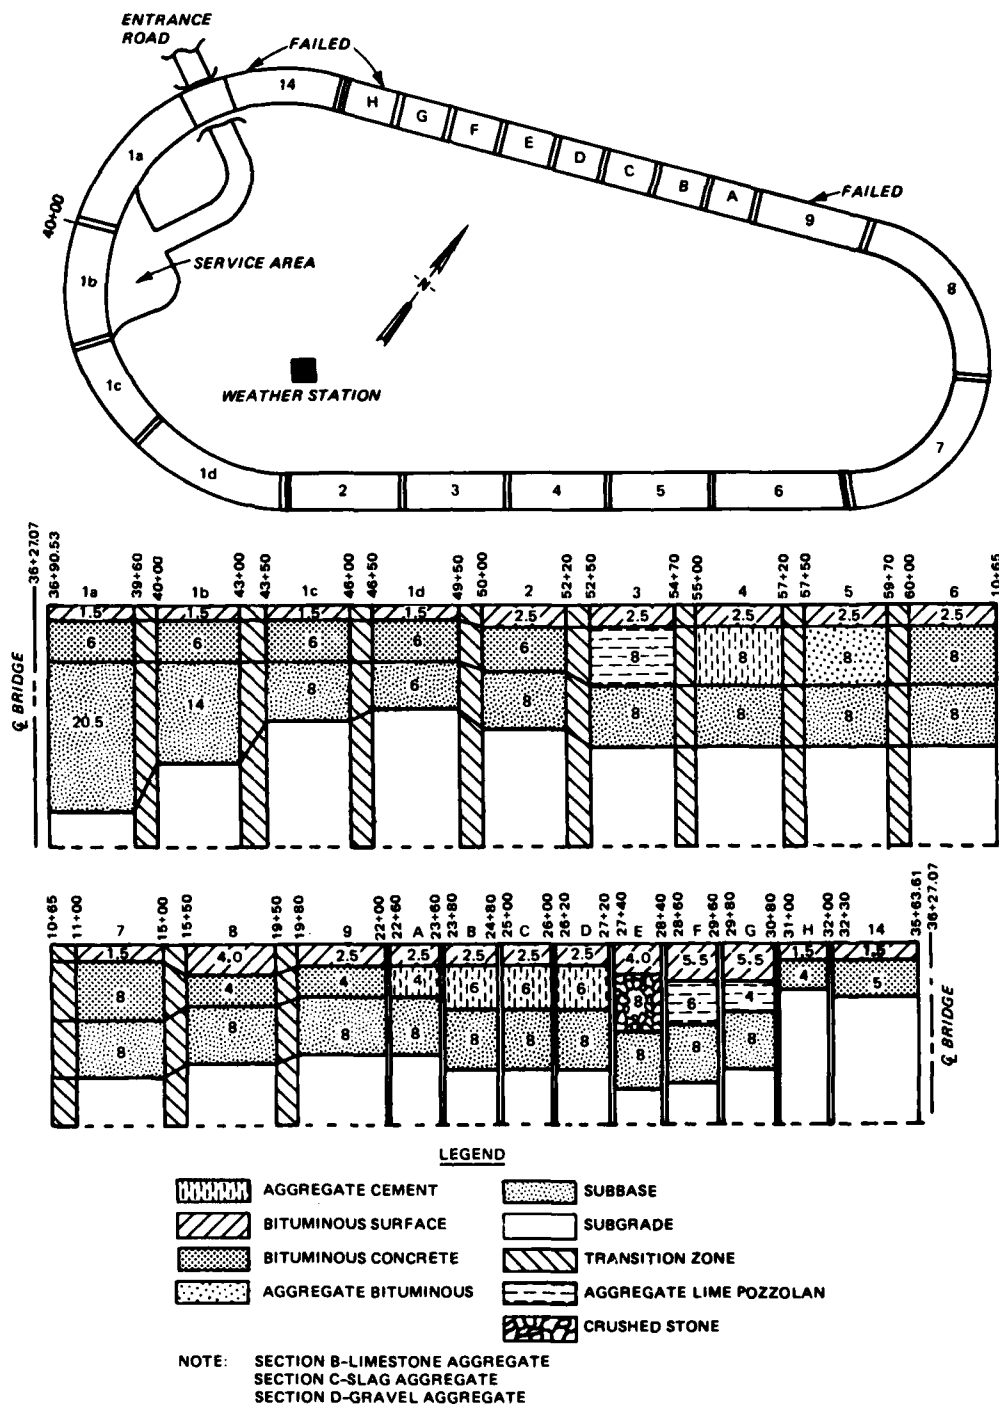 ENTRANCE
ROAD
FAILED
14
H
G
F
E
D
C
B
A
9
FAILED
1a
40+00
SERVICE AREA
1b
N
8
WEATHER STATION
1c
7
1d
2
3
4
5
6
36+27.07
36+90.53
39+60
40+00
43+00
43+50
46+00
46+50
49+50
50+00
52+20
52+50
54+70
55+00
57+20
57+50
59+70
60+00
10+65
1a 1b 1c 1d 2 3 4 5 6
1.5 1.5 1.5 1.5 2.5 2.5 2.5 2.5 2.5
6 6 6 6 6 8 8 8 8
20.5 14 8 6 8 8 8 8 8
℄ BRIDGE
10+65
11+00
15+00
15+50
19+50
19+80
22+00
22+60
23+60
23+80
24+80
25+00
26+00
26+20
27+20
27+40
28+40
28+60
29+60
29+80
30+80
31+00
32+00
32+30
35+63.61
36+27.07
7 8 9 A B C D E F G H 14
1.5 4.0 2.5 2.5 2.5 2.5 2.5 4.0 5.5 5.5 1.5 1.5
8 4 4 4 6 6 6 8 6 4 4 5
8 8 8 8 8 8 8 8 8 8
℄ BRIDGE
LEGEND
AGGREGATE CEMENT
SUBBASE
BITUMINOUS SURFACE
SUBGRADE
BITUMINOUS CONCRETE
TRANSITION ZONE
AGGREGATE BITUMINOUS
AGGREGATE LIME POZZOLAN
CRUSHED STONE
NOTE: SECTION B-LIMESTONE AGGREGATE
SECTION C-SLAG AGGREGATE
SECTION D-GRAVEL AGGREGATE